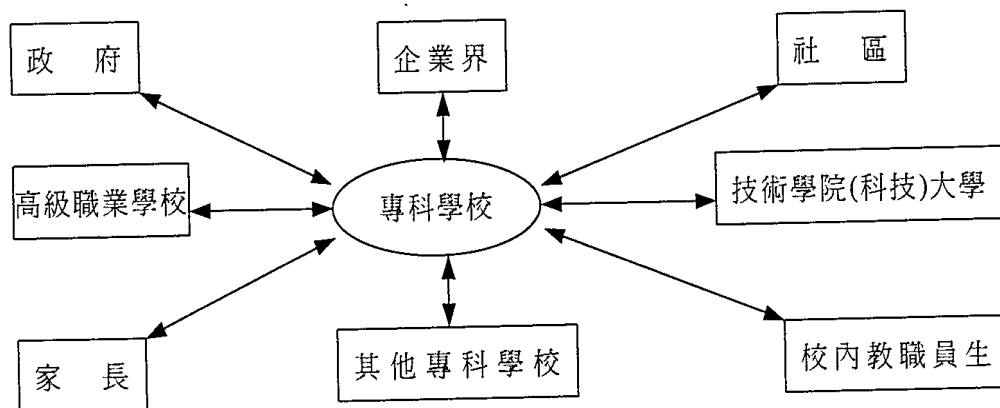 政　府
企業界
社　區
高級職業學校
專科學校
技術學院(科技)大學
家　長
其他專科學校
校內教職員生